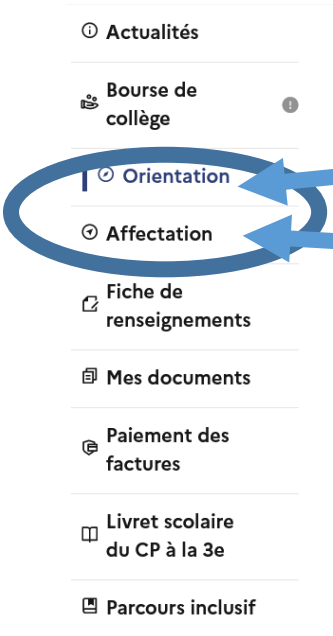 Actualités
Bourse de
collège
Orientation
Affectation
Fiche de
renseignements
Mes documents
Paiement des
factures
Livret scolaire
du CP à la 3e
Parcours inclusif